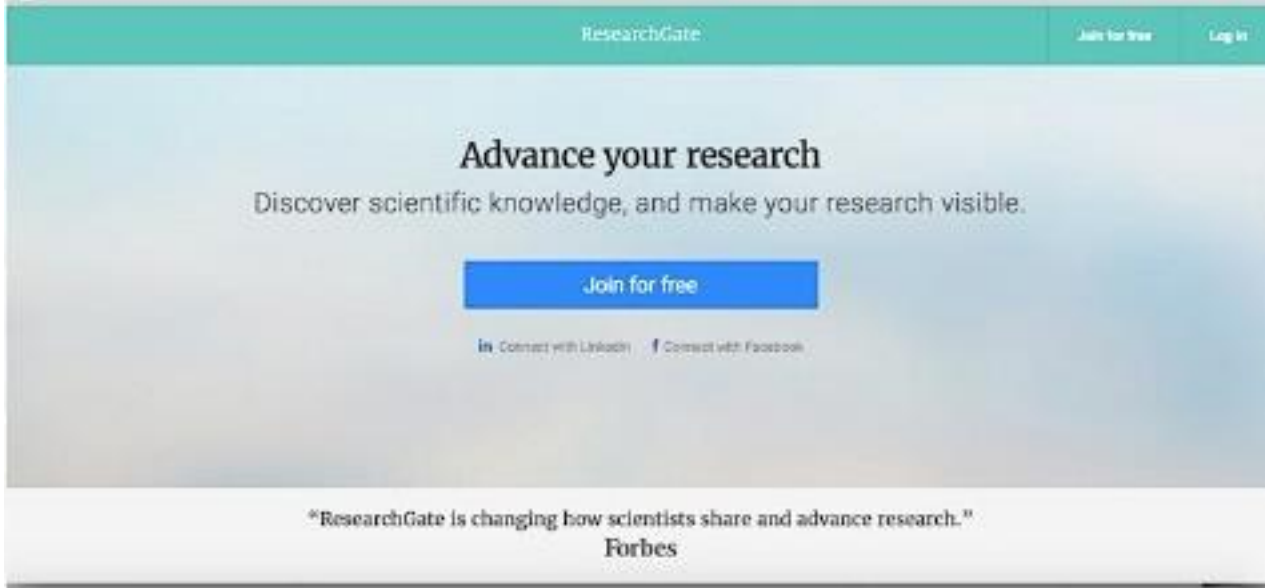 ResearchGate
Join for free
Log in
Advance your research
Discover scientific knowledge, and make your research visible.
Join for free
in Connect with LinkedIn f Connect with Facebook
“ResearchGate is changing how scientists share and advance research.”
Forbes